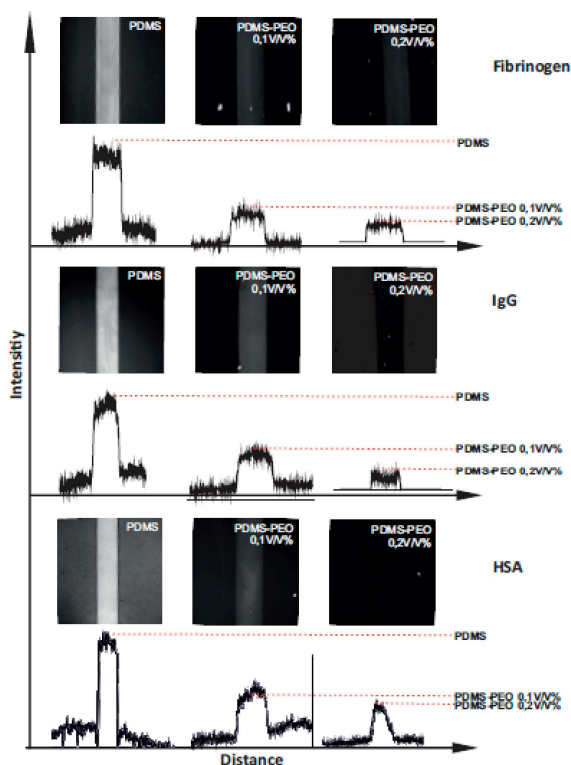 PDMS
PDMS-PEO
0,1V/V%
PDMS-PEO
0,2V/V%
Fibrinogen
PDMS
PDMS-PEO 0,1V/V%
PDMS-PEO 0,2V/V%
PDMS
PDMS-PEO
0,1V/V%
PDMS-PEO
0,2V/V%
IgG
PDMS
PDMS-PEO 0,1V/V%
PDMS-PEO 0,2V/V%
PDMS
PDMS-PEO
0,1V/V%
PDMS-PEO
0,2V/V%
HSA
PDMS
PDMS-PEO 0,1V/V%
PDMS-PEO 0,2V/V%
Intensitiy
Distance